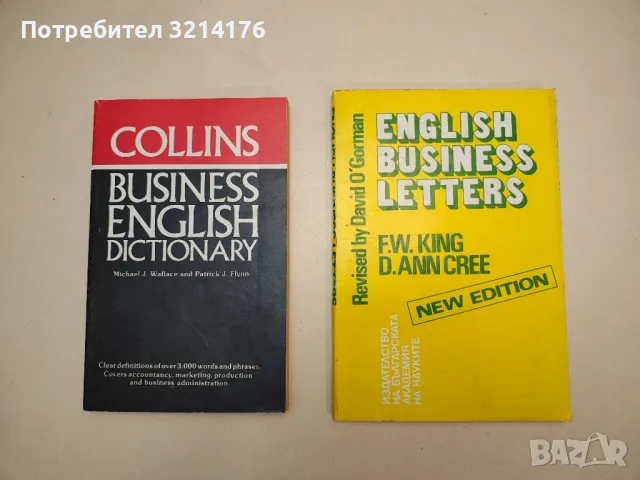 Потребител 3214176
COLLINS
BUSINESS
ENGLISH
DICTIONARY
Michael J. Wallace and Patrick J. Flynn
Clear definitions of over 3,000 words and phrases.
Covers accountancy, marketing, production
and business administration.
Revised by David O'Gorman
ENGLISH
BUSINESS
LETTERS
F.W. KING
D. ANN CREE
NEW EDITION
ИЗДАТЕЛСТВО
НА БЪЛГАРСКАТА
АКАДЕМИЯ
НА НАУКИТЕ
BAZAR